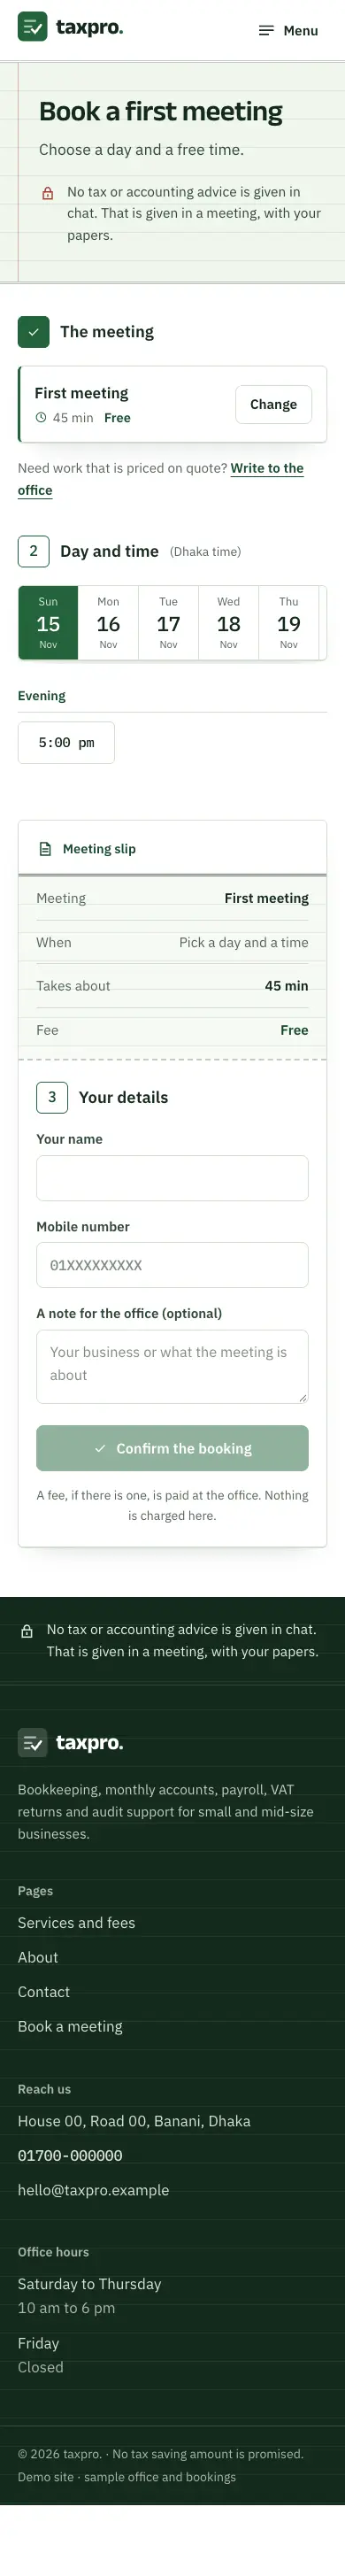 taxpro.
Menu
Book a first meeting
Choose a day and a free time.
No tax or accounting advice is given in
chat. That is given in a meeting, with your
papers.
The meeting
First meeting
45 min Free
Change
Need work that is priced on quote? Write to the
office
2 Day and time (Dhaka time)
Sun Mon Tue Wed Thu
15 16 17 18 19
Nov Nov Nov Nov Nov
Evening
5:00 pm
Meeting slip
Meeting First meeting
When Pick a day and a time
Takes about 45 min
Fee Free
3 Your details
Your name
Mobile number
01XXXXXXXXX
A note for the office (optional)
Your business or what the meeting is
about
Confirm the booking
A fee, if there is one, is paid at the office. Nothing
is charged here.
No tax or accounting advice is given in chat.
That is given in a meeting, with your papers.
taxpro.
Bookkeeping, monthly accounts, payroll, VAT
returns and audit support for small and mid-size
businesses.
Pages
Services and fees
About
Contact
Book a meeting
Reach us
House 00, Road 00, Banani, Dhaka
01700-000000
hello@taxpro.example
Office hours
Saturday to Thursday
10 am to 6 pm
Friday
Closed
© 2026 taxpro. · No tax saving amount is promised.
Demo site · sample office and bookings